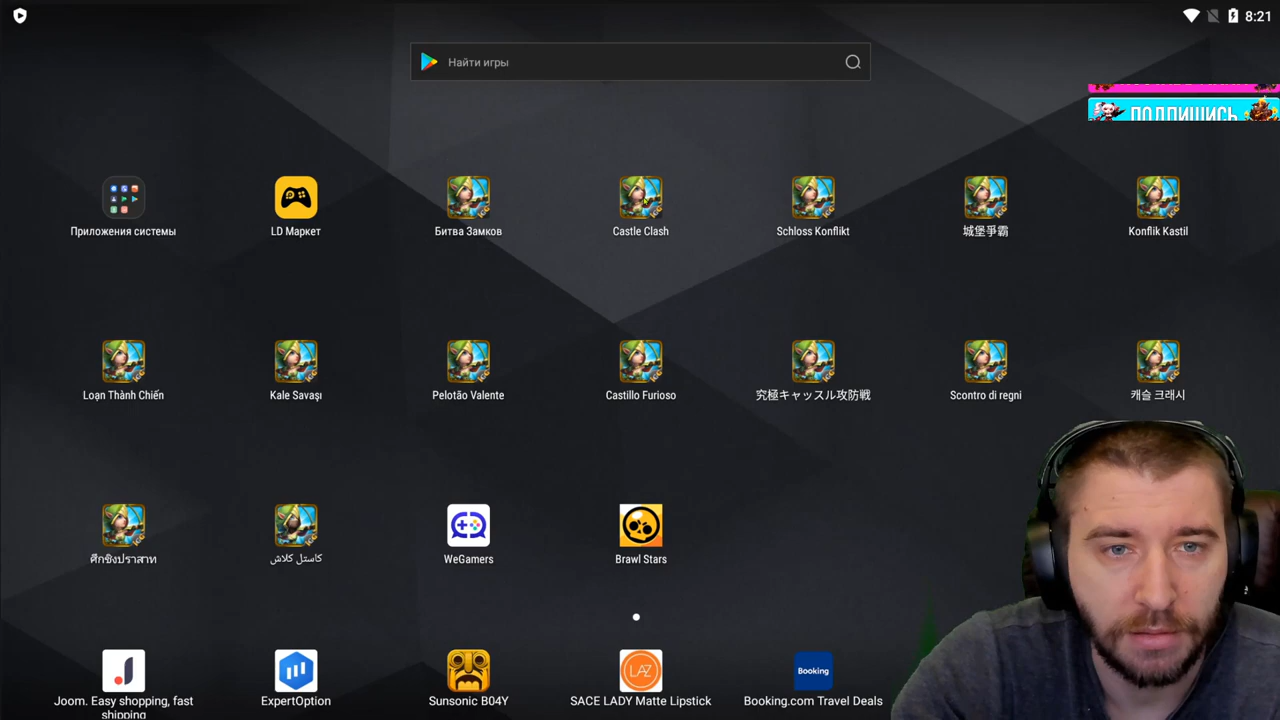 8:21
Найти игры
ПОДПИШИСЬ
Приложения системы
LD Маркет
Битва Замков
Castle Clash
Schloss Konflikt
城堡爭霸
Konflik Kastil
Loạn Thành Chiến
Kale Savaşı
Pelotão Valente
Castillo Furioso
究極キャッスル攻防戦
Scontro di regni
캐슬 크래시
ศึกชิงปราสาท
كاستل كلاش
WeGamers
Brawl Stars
Joom. Easy shopping, fast
shipping
ExpertOption
Sunsonic B04Y
LAZ
SACE LADY Matte Lipstick
Booking
Booking.com Travel Deals